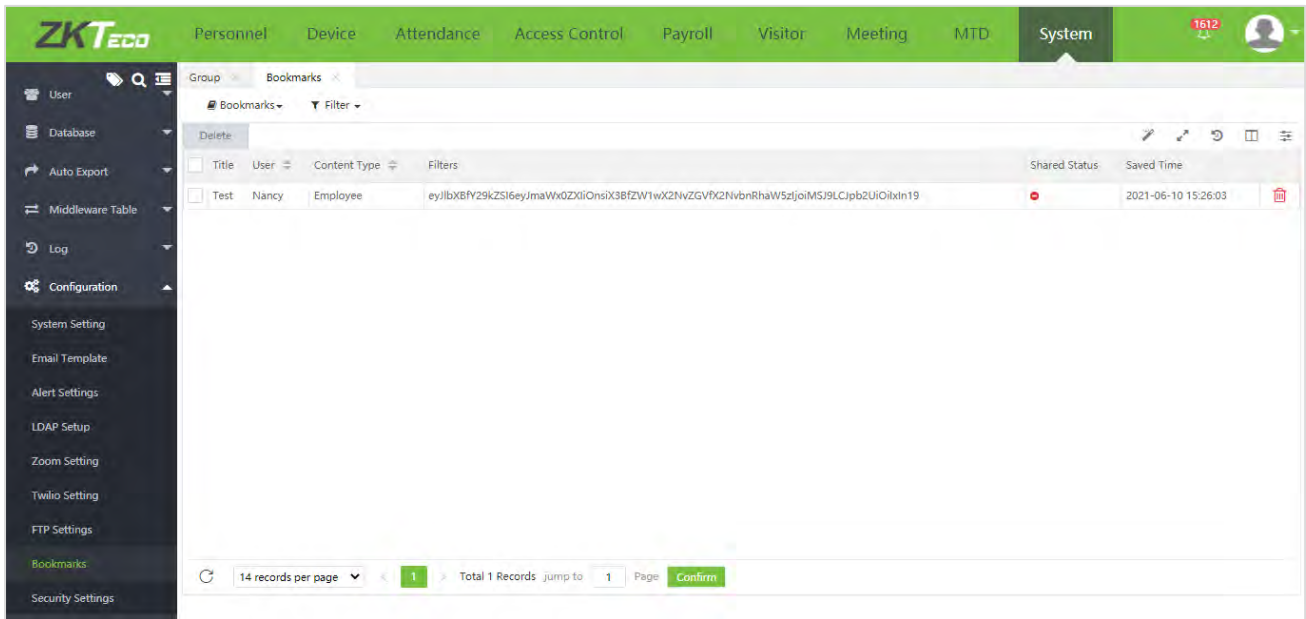 ZKTeco Personnel Device Attendance Access Control Payroll Visitor Meeting MTD System 1612
Group Bookmarks
User
Bookmarks Filter
Database
Delete
Title User Content Type Filters Shared Status Saved Time
Auto Export
Test Nancy Employee eyJlbXBfY29kZSI6eyJmaWx0ZXIiOnsiX3BfZW1wX2NvZGVfX2NvbnRhaW5zIjoiMSJ9LCJpb2UiOiIxIn19 2021-06-10 15:26:03
Middleware Table
Log
Configuration
System Setting
Email Template
Alert Settings
LDAP Setup
Zoom Setting
Twilio Setting
FTP Settings
Bookmarks
14 records per page 1 Total 1 Records jump to 1 Page Confirm
Security Settings